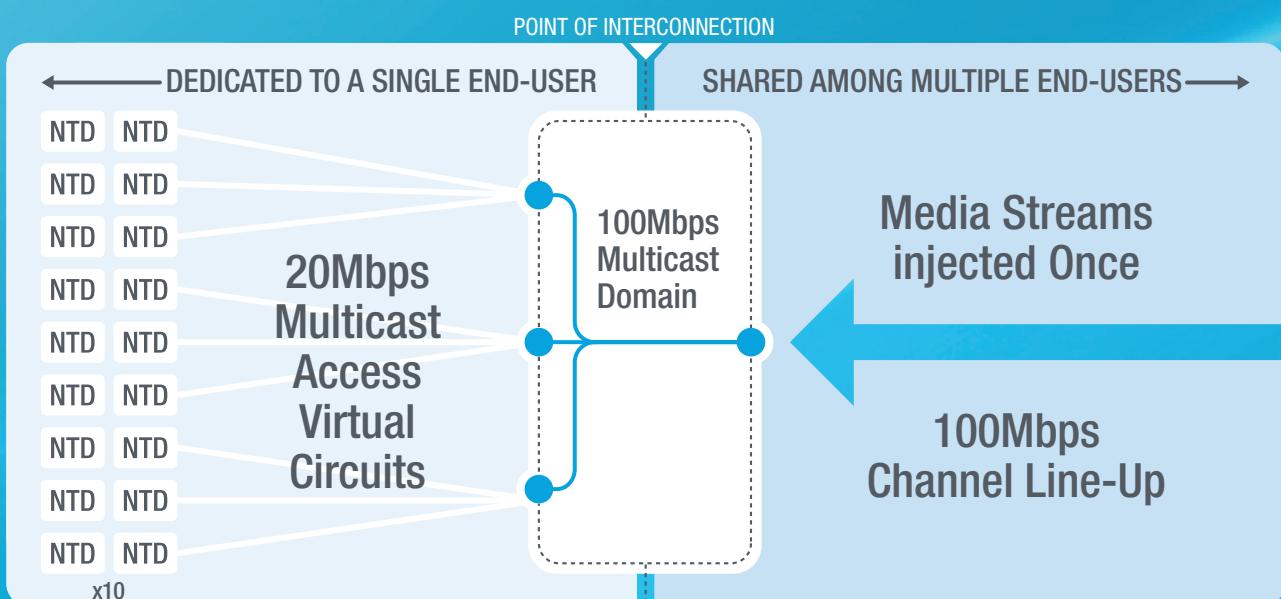 POINT OF INTERCONNECTION
DEDICATED TO A SINGLE END-USER
SHARED AMONG MULTIPLE END-USERS
NTD NTD
NTD NTD
NTD NTD
NTD NTD
NTD NTD
NTD NTD
NTD NTD
NTD NTD
NTD NTD
x10
20Mbps
Multicast
Access
Virtual
Circuits
100Mbps
Multicast
Domain
Media Streams
injected Once
100Mbps
Channel Line-Up